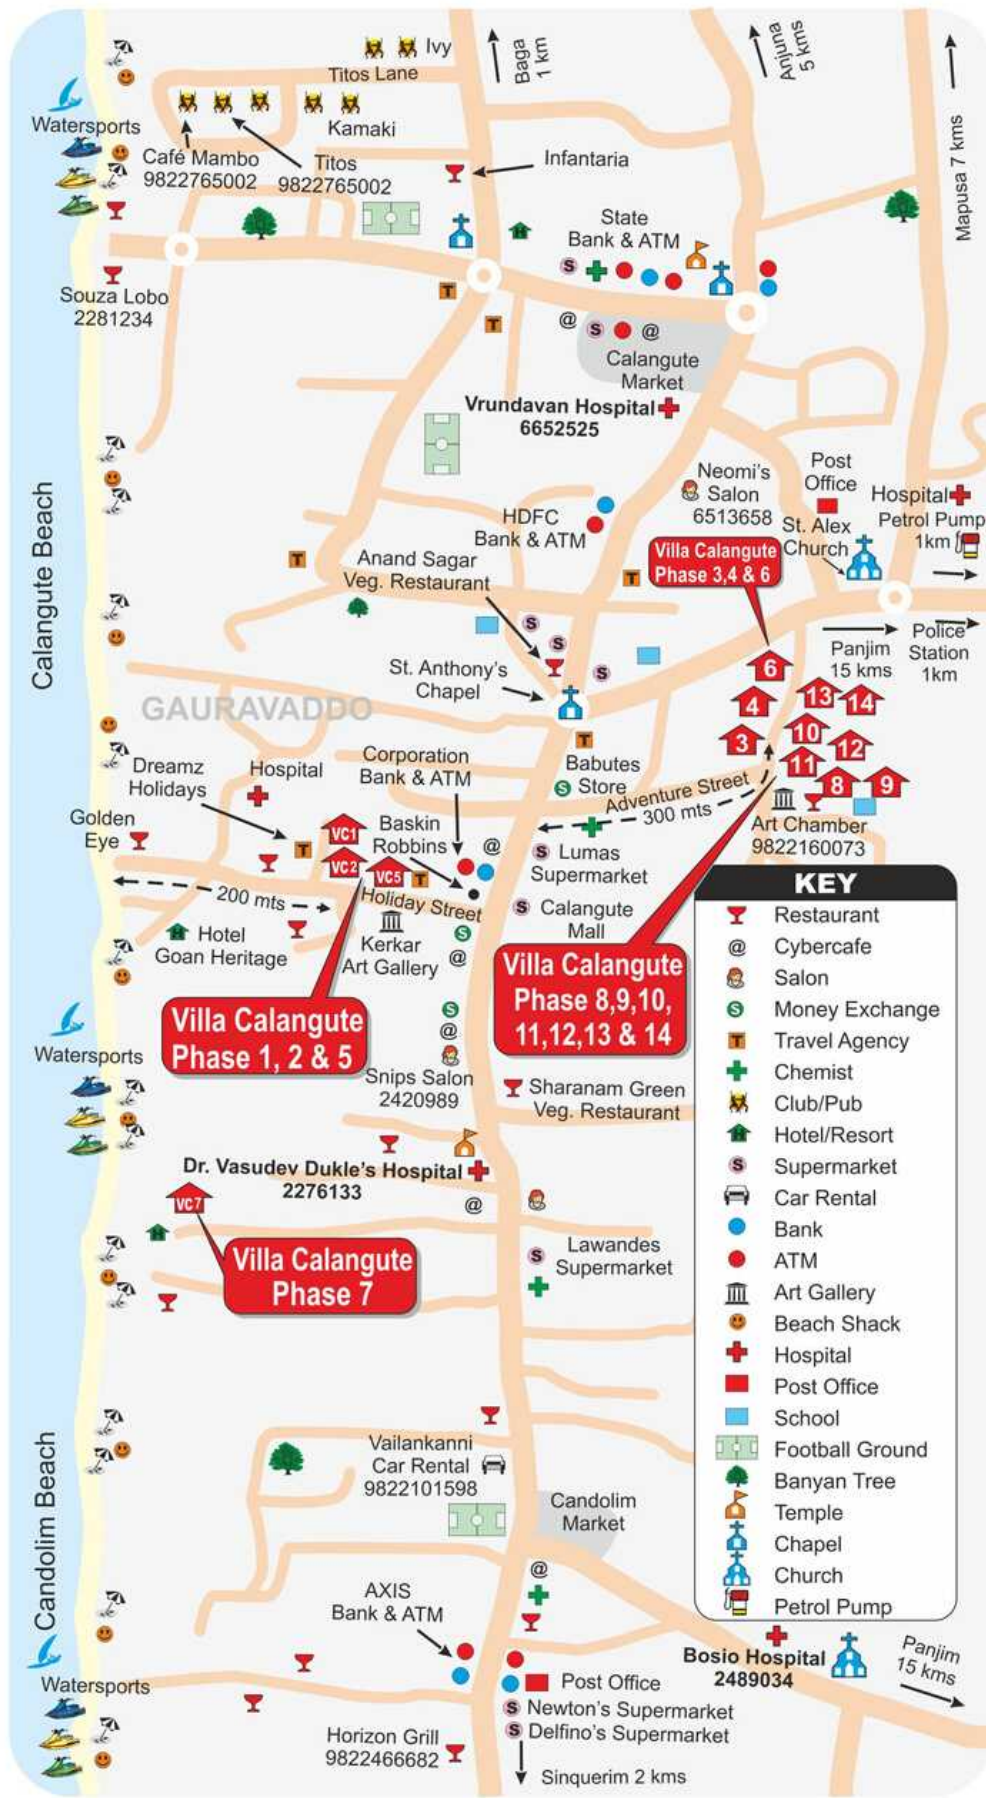 Ivy
Titos Lane
Baga
1 km
Anjuna
5 kms
Mapusa 7 kms
Watersports
Kamaki
Café Mambo
9822765002
Titos
9822765002
Infantaria
State
Bank & ATM
Souza Lobo
2281234
Calangute
Market
Vrundavan Hospital
6652525
Calangute Beach
Neomi's
Salon
6513658
Post
Office
Hospital
Petrol Pump
1km
St. Alex
Church
HDFC
Bank & ATM
Anand Sagar
Veg. Restaurant
Villa Calangute
Phase 3,4 & 6
Panjim
15 kms
Police
Station
1km
St. Anthony's
Chapel
GAURAVADDO
6
4
3
13
14
10
12
11
8
9
Dreamz
Holidays
Hospital
Corporation
Bank & ATM
Babutes
Store
Adventure Street
300 mts
Art Chamber
9822160073
Golden
Eye
VC1
VC2
VC5
Baskin
Robbins
Lumas
Supermarket
200 mts
Holiday Street
Calangute
Mall
Hotel
Goan Heritage
Kerkar
Art Gallery
Villa Calangute
Phase 1, 2 & 5
Villa Calangute
Phase 8,9,10,
11,12,13 & 14
Watersports
Snips Salon
2420989
Sharanam Green
Veg. Restaurant
Dr. Vasudev Dukle's Hospital
2276133
VC7
Villa Calangute
Phase 7
Lawandes
Supermarket
Vailankanni
Car Rental
9822101598
Candolim
Market
Candolim Beach
AXIS
Bank & ATM
Watersports
Post Office
Newton's Supermarket
Delfino's Supermarket
Horizon Grill
9822466682
Sinquerim 2 kms
Bosio Hospital
2489034
Panjim
15 kms
KEY
Restaurant
@ Cybercafe
Salon
S Money Exchange
T Travel Agency
Chemist
Club/Pub
H Hotel/Resort
S Supermarket
Car Rental
Bank
ATM
Art Gallery
Beach Shack
Hospital
Post Office
School
Football Ground
Banyan Tree
Temple
Chapel
Church
Petrol Pump